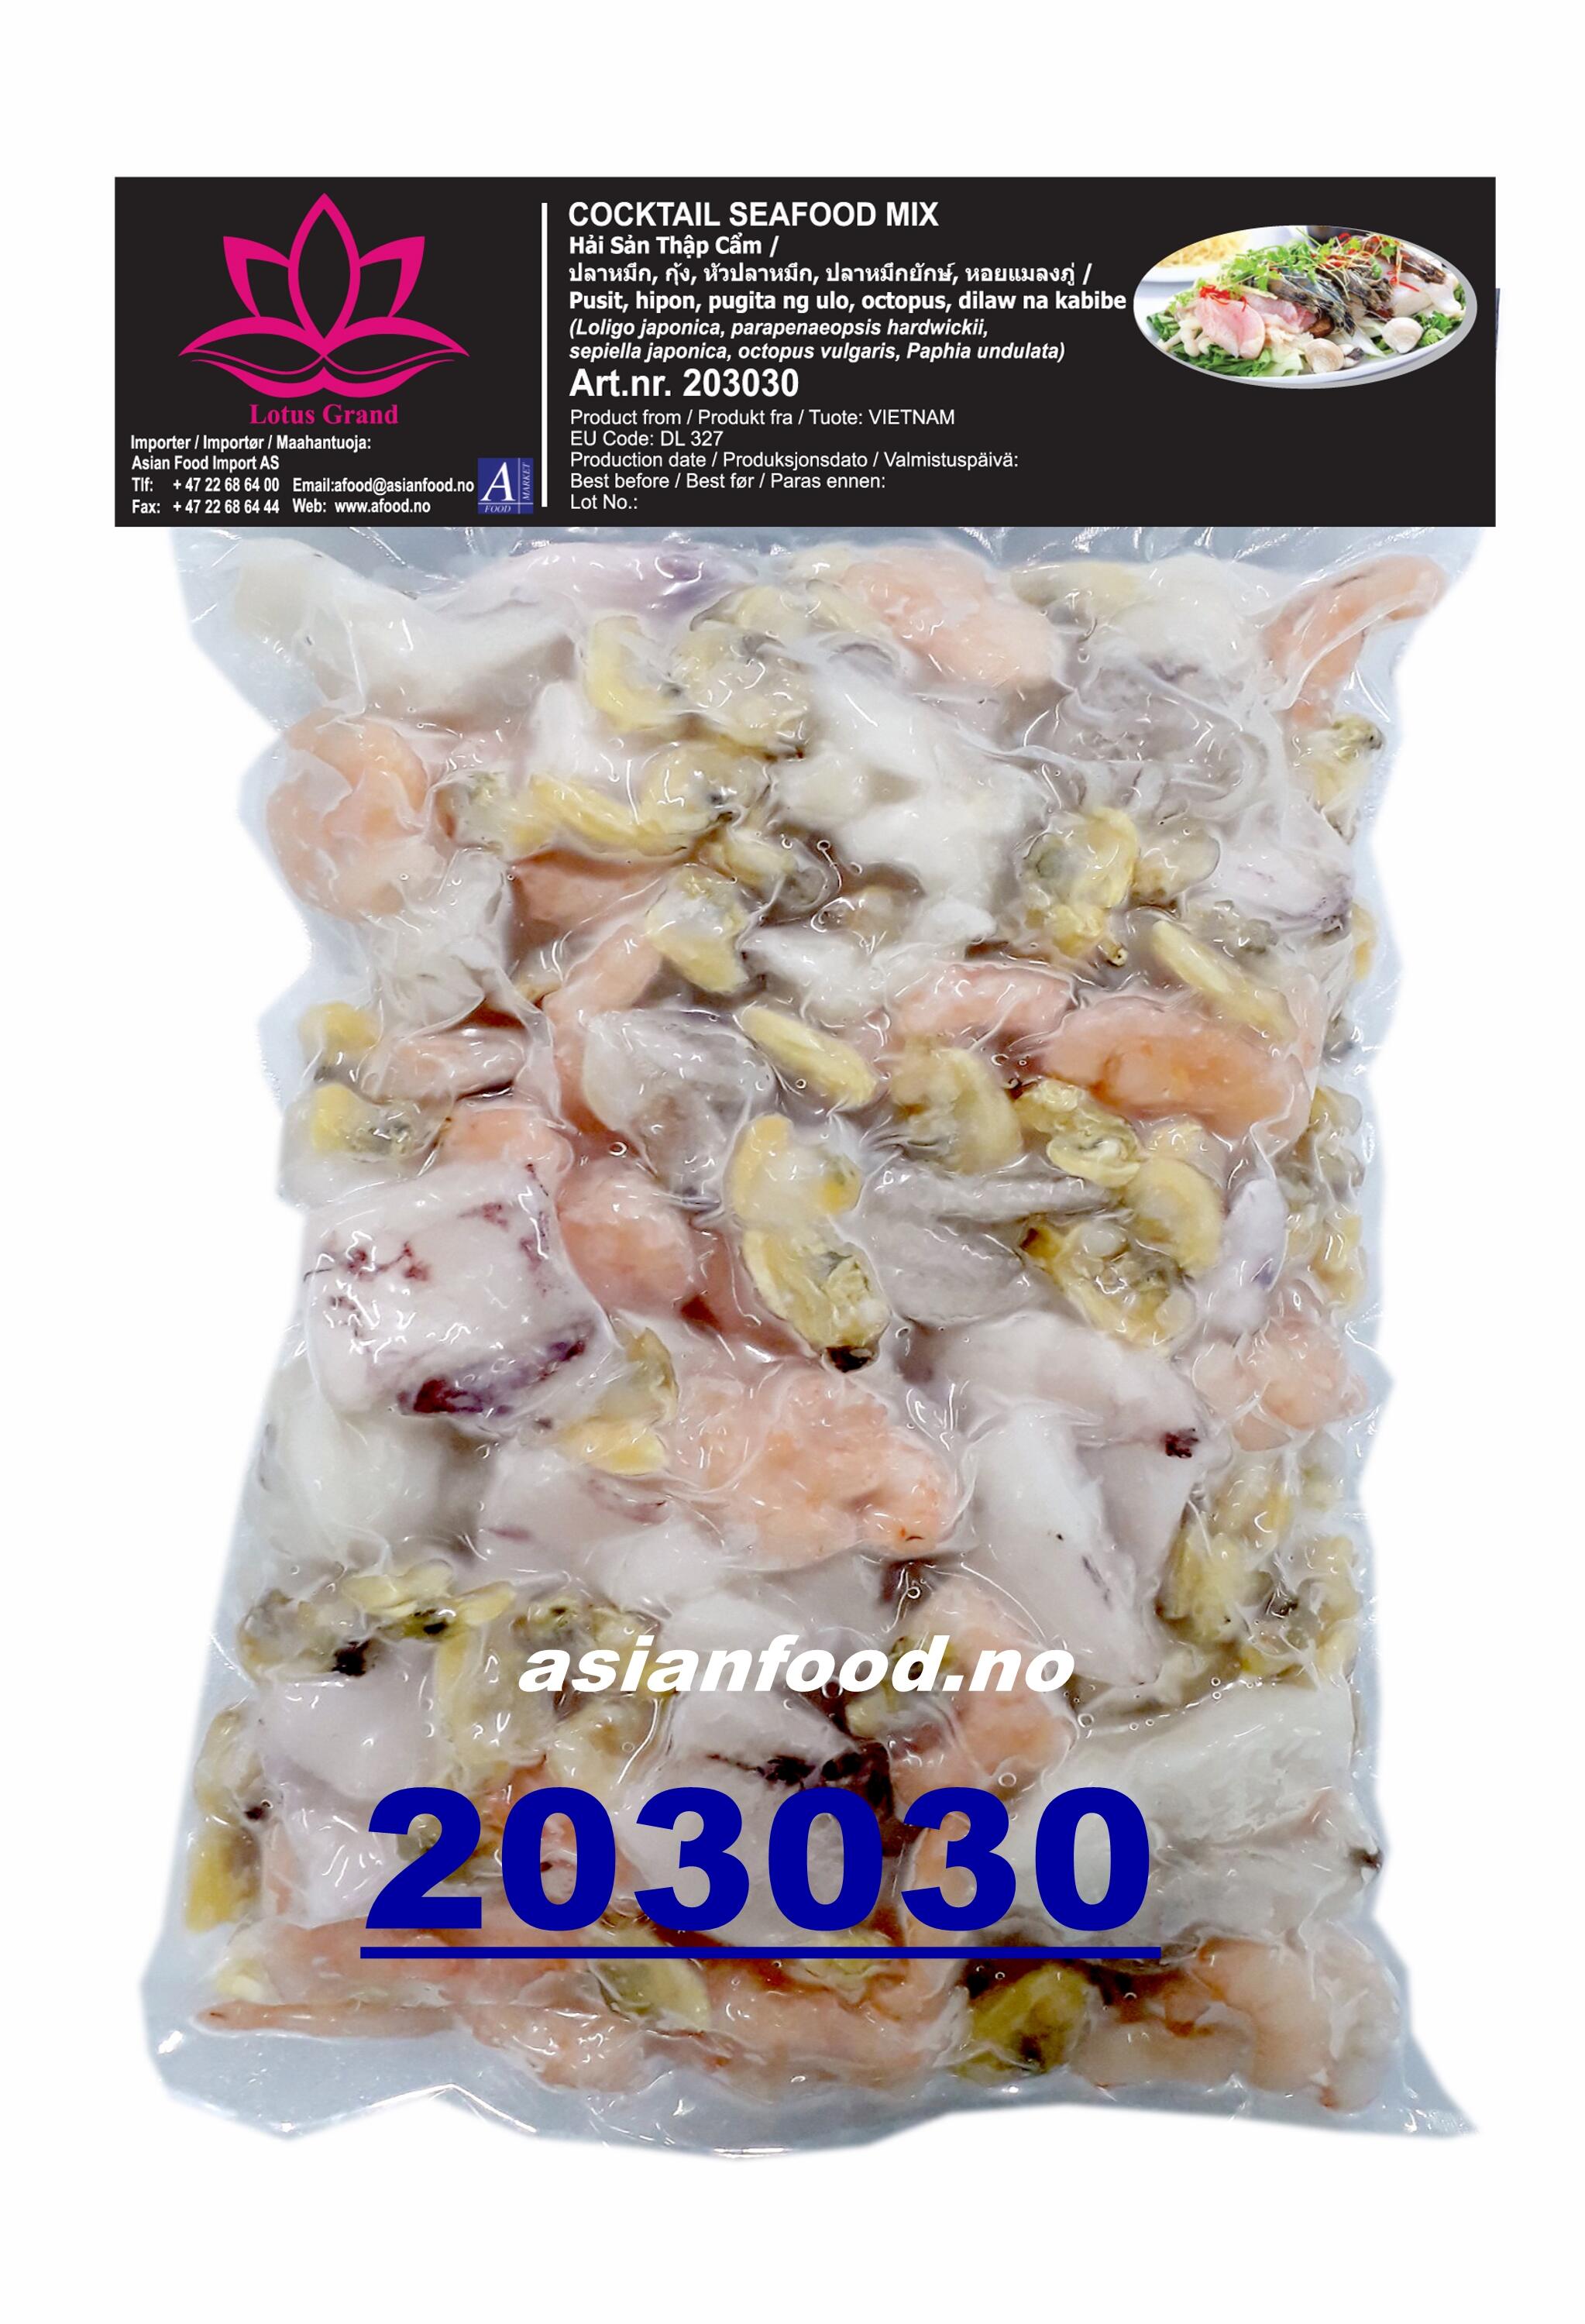 Lotus Grand
Importer / Importør / Maahantuoja:
Asian Food Import AS
Tlf: + 47 22 68 64 00 Email:afood@asianfood.no
Fax: + 47 22 68 64 44 Web: www.afood.no
A
FOOD
MARKET
COCKTAIL SEAFOOD MIX
Hải Sản Thập Cẩm /
ปลาหมึก, กุ้ง, หัวปลาหมึก, ปลาหมึกยักษ์, หอยแมลงภู่ /
Pusit, hipon, pugita ng ulo, octopus, dilaw na kabibe
(Loligo japonica, parapenaeopsis hardwickii,
sepiella japonica, octopus vulgaris, Paphia undulata)
Art.nr. 203030
Product from / Produkt fra / Tuote: VIETNAM
EU Code: DL 327
Production date / Produksjonsdato / Valmistuspäivä:
Best before / Best før / Paras ennen:
Lot No.:
asianfood.no
203030